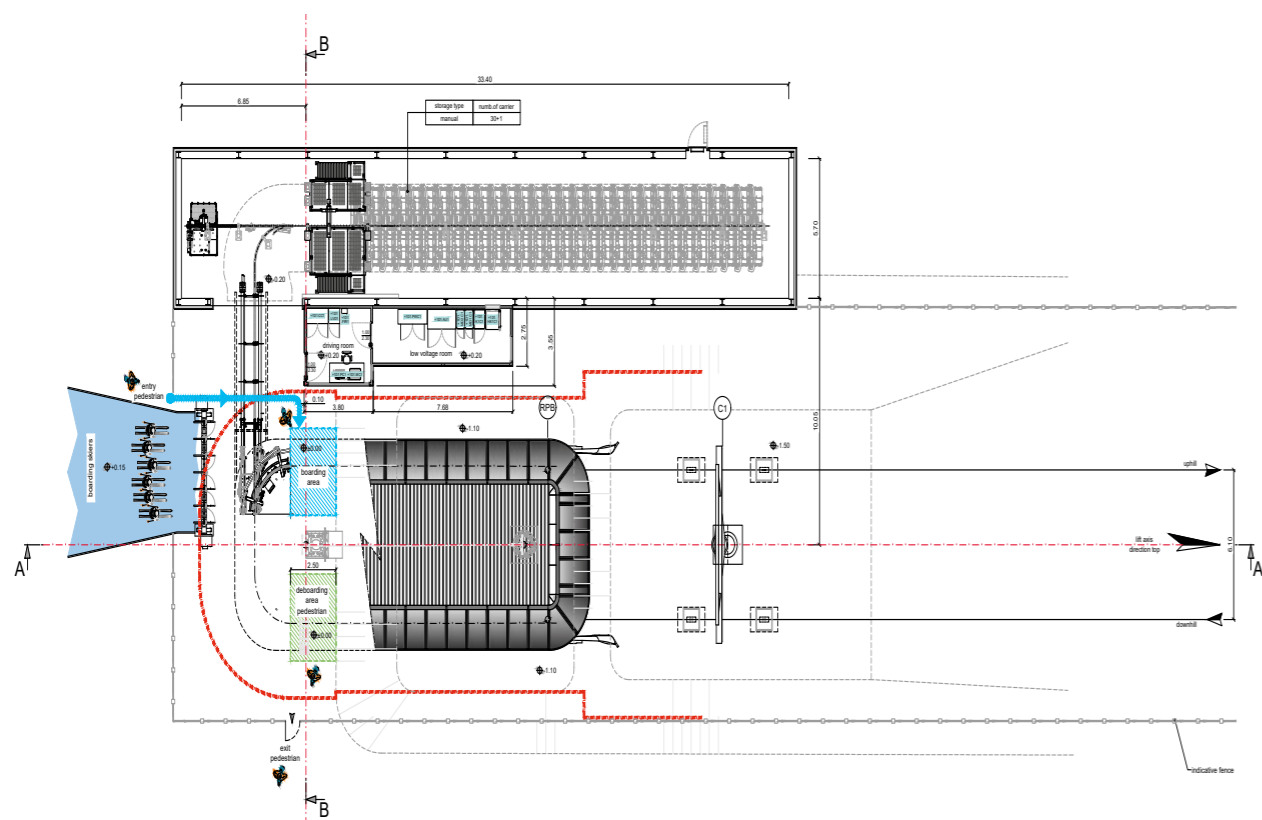 B
33.40
6.85
storage type numb.of carrier
manual 30+1
5.70
-0.20
driving room
+0.20
low voltage room
+0.20
2.75
3.55
entry
pedestrian
0.10
3.80
7.68
RPB
C1
10.05
-1.10
-1.50
±0.00
boarding
area
boarding skiers
+0.15
uphill
A
lift axis
direction top
A
6.10
2.50
deboarding
area
pedestrian
±0.00
downhill
-1.10
exit
pedestrian
indicative fence
B